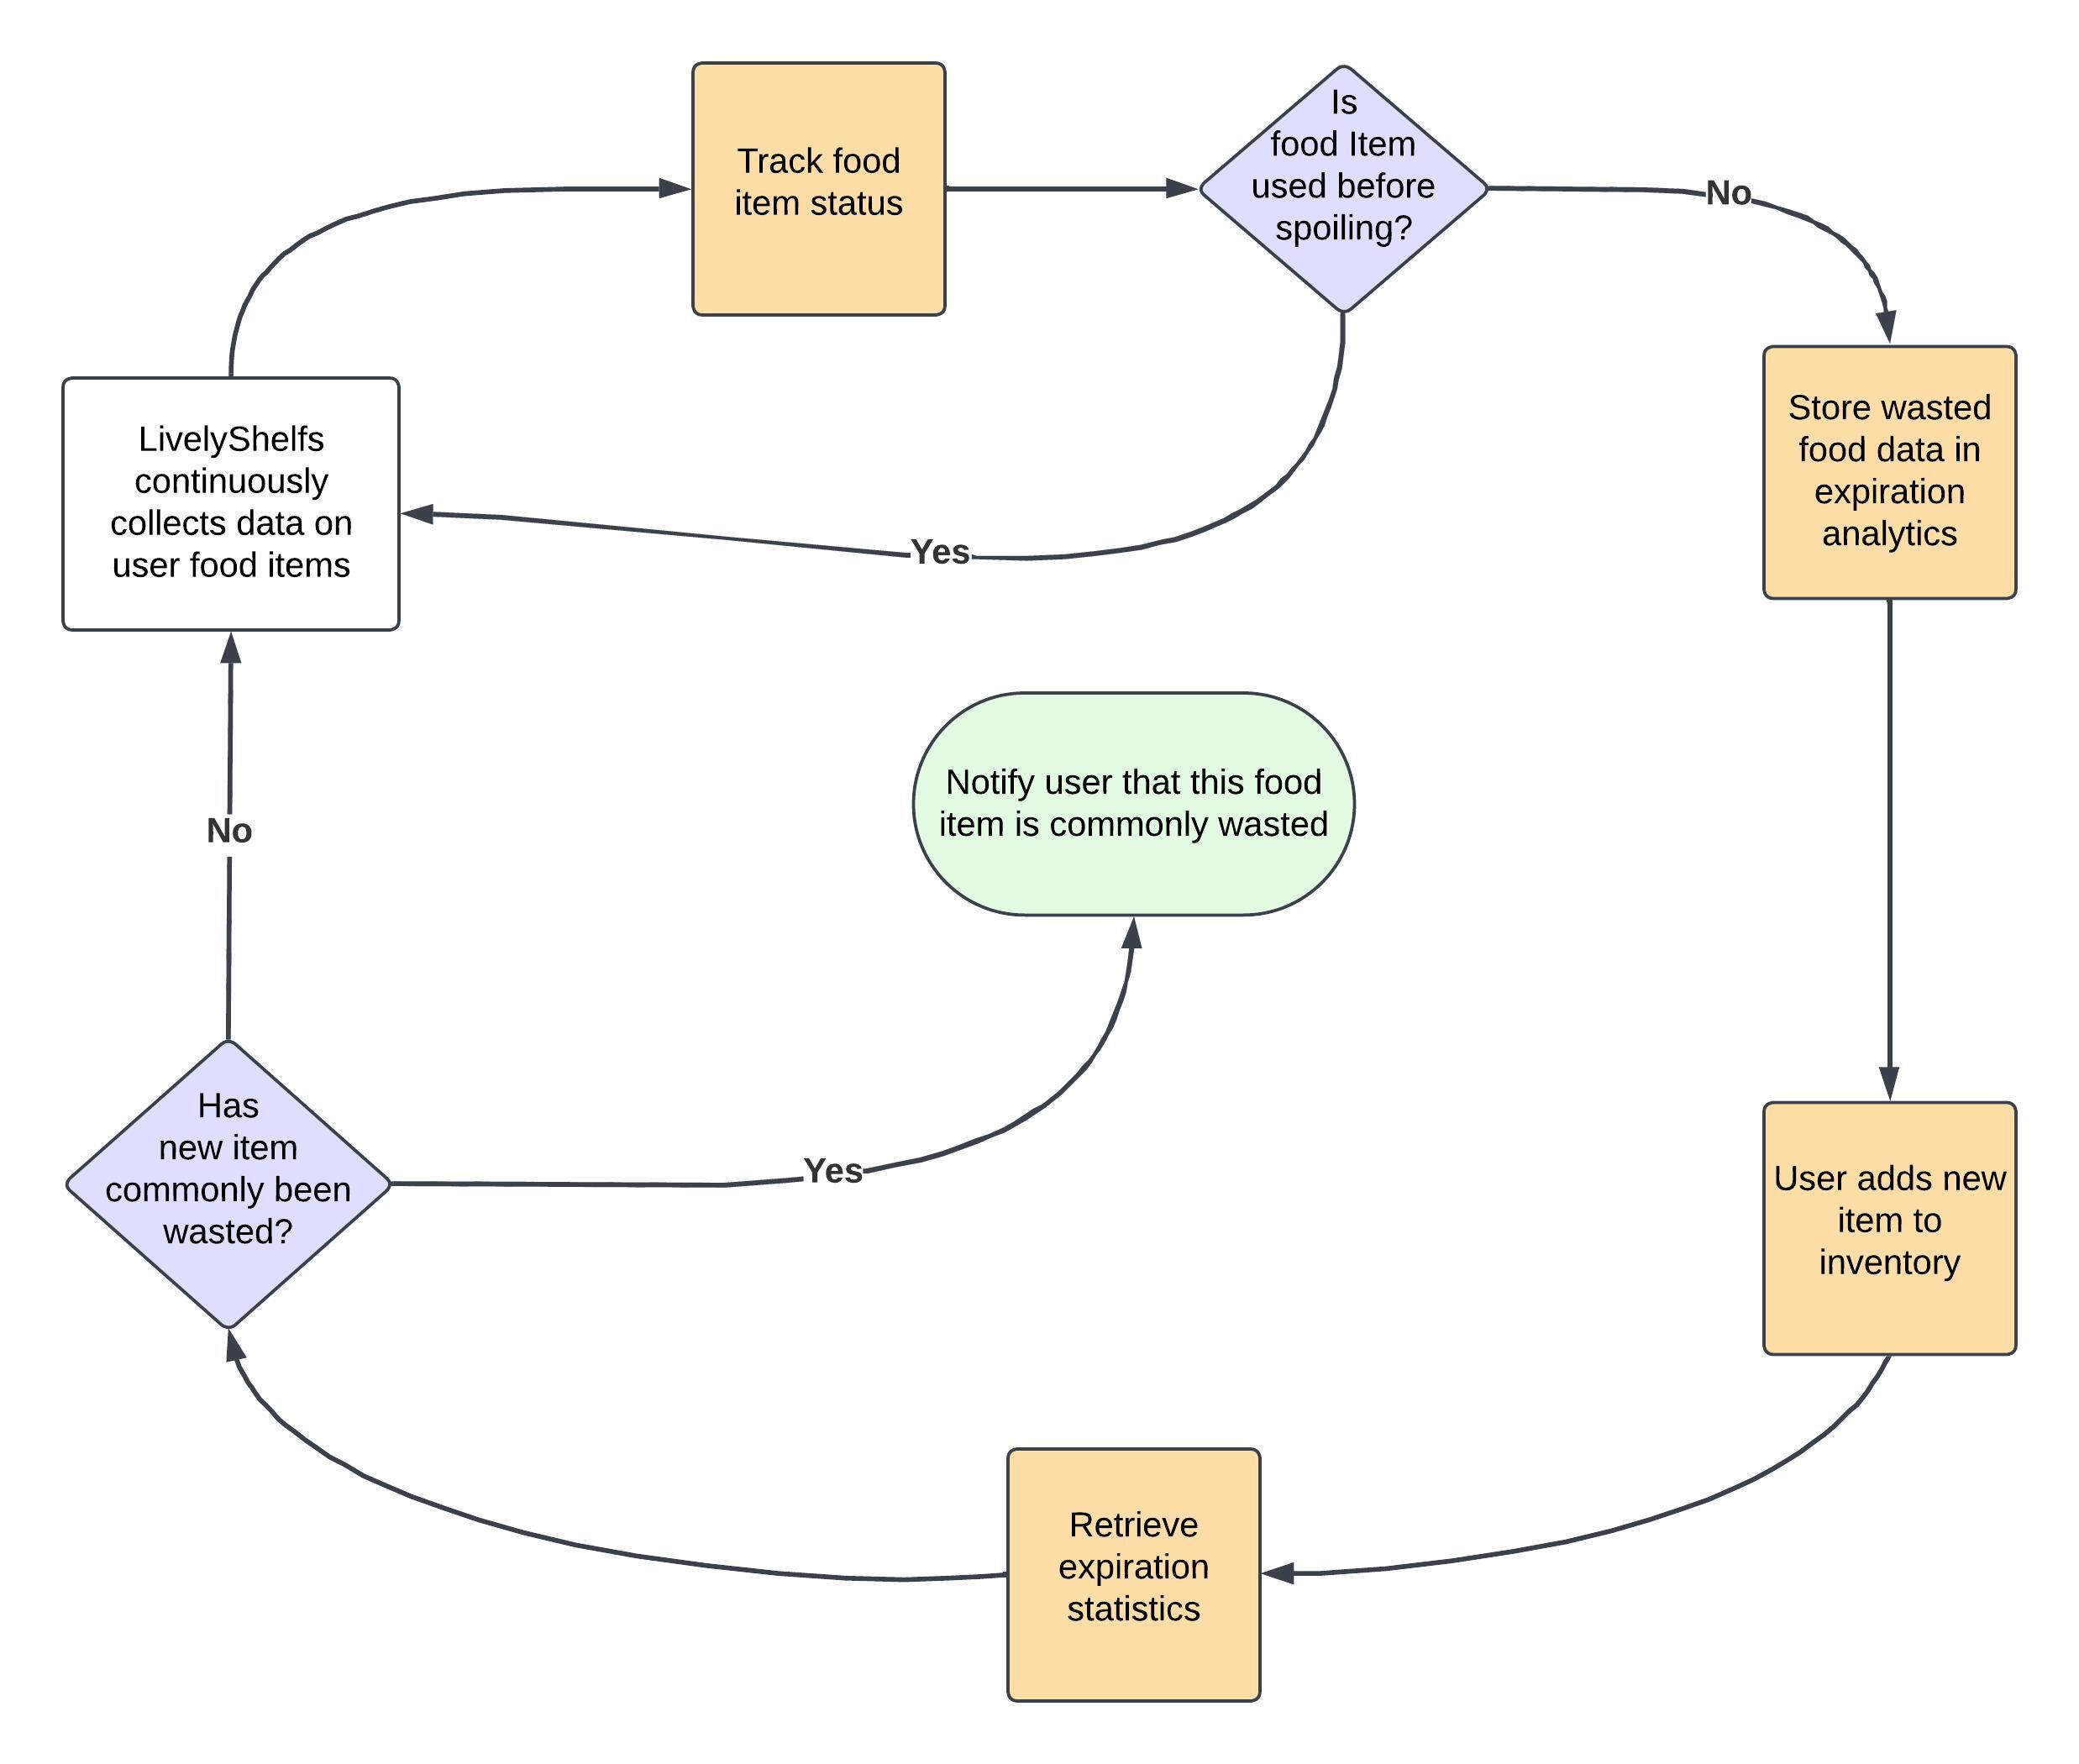 Track food
item status
Is
food Item
used before
spoiling?
No
LivelyShelfs
continuously
collects data on
user food items
Store wasted
food data in
expiration
analytics
Yes
Notify user that this food
item is commonly wasted
No
Has
new item
commonly been
wasted?
Yes
User adds new
item to
inventory
Retrieve
expiration
statistics